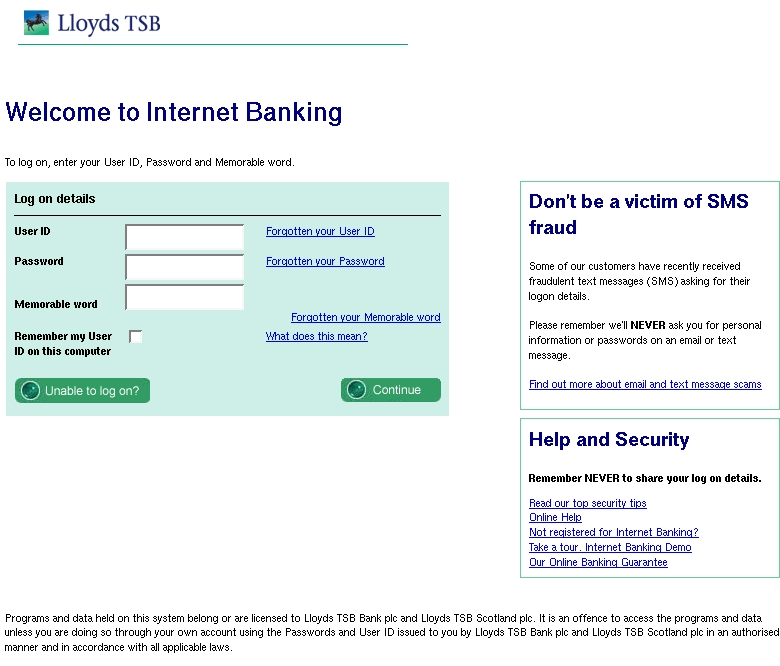 Lloyds TSB
Welcome to Internet Banking
To log on, enter your User ID, Password and Memorable word.
Log on details
User ID
Forgotten your User ID
Password
Forgotten your Password
Memorable word
Forgotten your Memorable word
Remember my User
ID on this computer
What does this mean?
Unable to log on?
Continue
Don't be a victim of SMS
fraud
Some of our customers have recently received
fraudulent text messages (SMS) asking for their
logon details.
Please remember we'll NEVER ask you for personal
information or passwords on an email or text
message.
Find out more about email and text message scams
Help and Security
Remember NEVER to share your log on details.
Read our top security tips
Online Help
Not registered for Internet Banking?
Take a tour. Internet Banking Demo
Our Online Banking Guarantee
Programs and data held on this system belong or are licensed to Lloyds TSB Bank plc and Lloyds TSB Scotland plc. It is an offence to access the programs and data
unless you are doing so through your own account using the Passwords and User ID issued to you by Lloyds TSB Bank plc and Lloyds TSB Scotland plc in an authorised
manner and in accordance with all applicable laws.